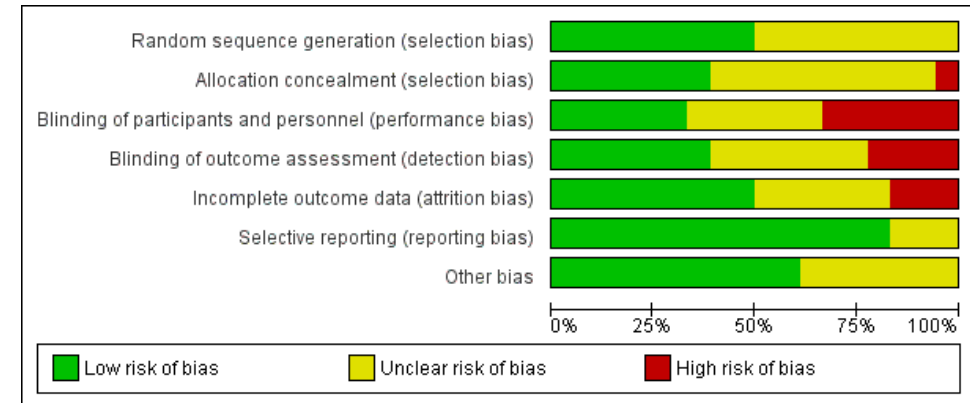 Random sequence generation (selection bias)
Allocation concealment (selection bias)
Blinding of participants and personnel (performance bias)
Blinding of outcome assessment (detection bias)
Incomplete outcome data (attrition bias)
Selective reporting (reporting bias)
Other bias
0% 25% 50% 75% 100%
Low risk of bias Unclear risk of bias High risk of bias